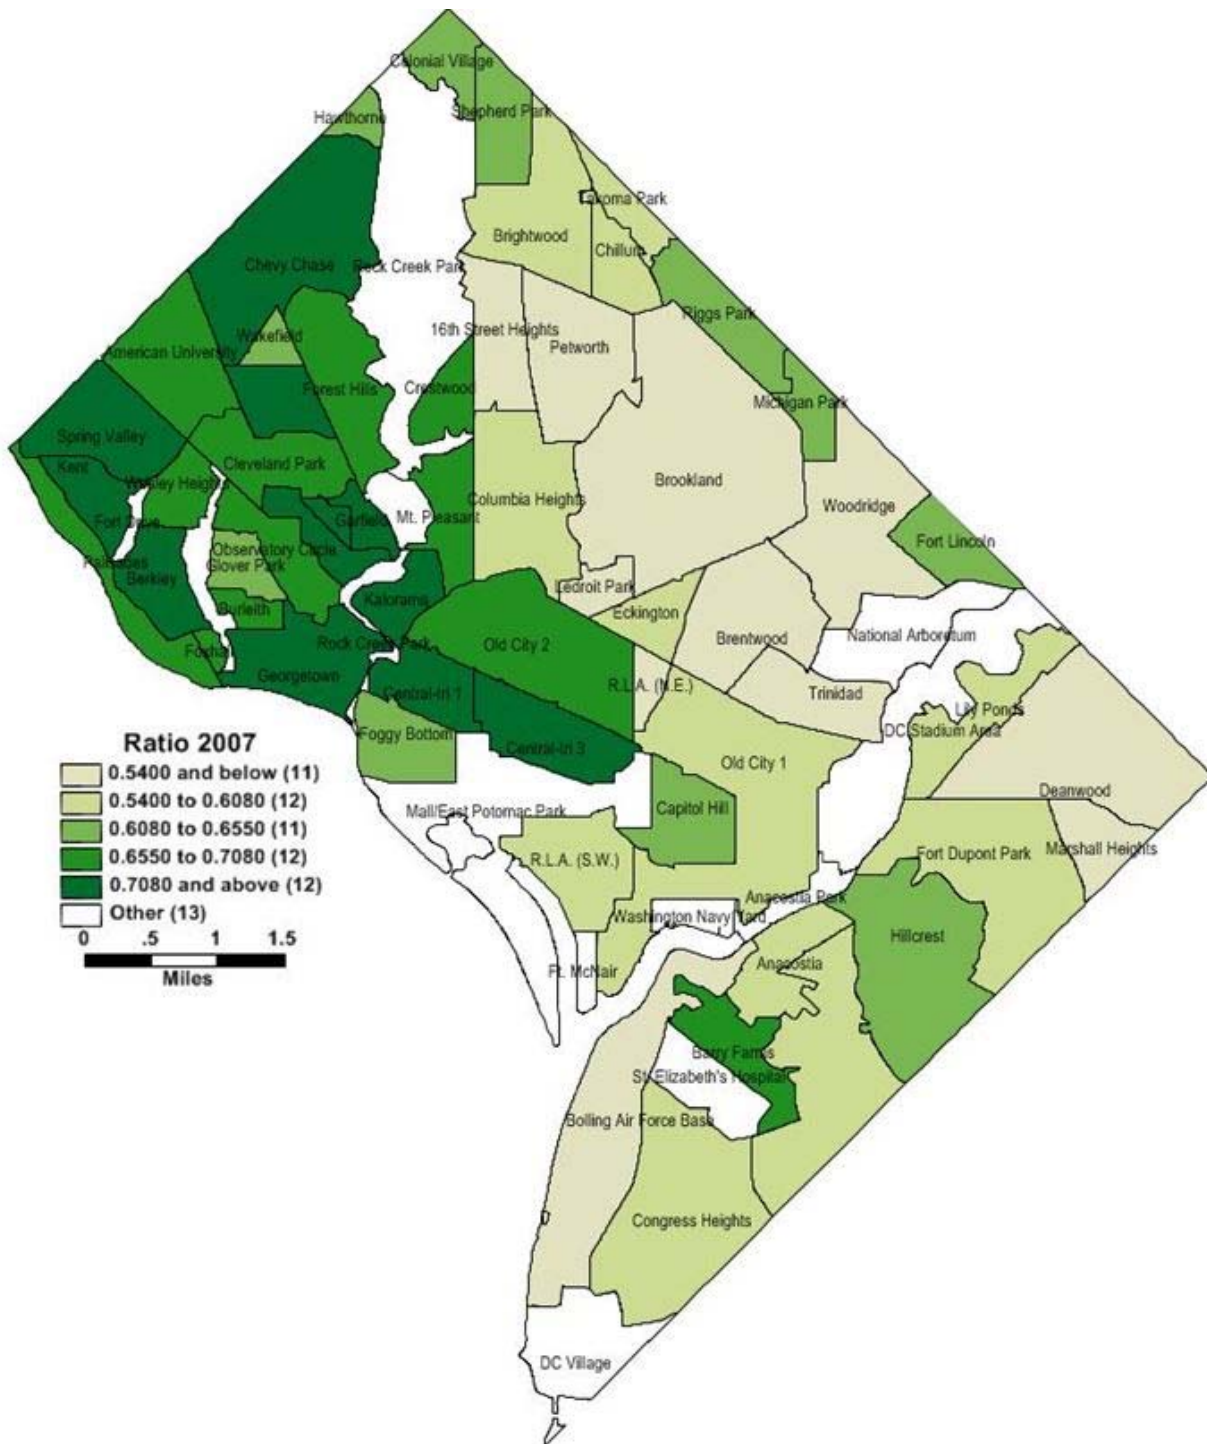 Colonial Village
Hawthorne
Shepherd Park
Takoma Park
Brightwood
Chillum
Chevy Chase
Rock Creek Park
Riggs Park
16th Street Heights
Wakefield
Petworth
American University
Forest Hills
Crestwood
Michigan Park
Spring Valley
Kent
Cleveland Park
Wesley Heights
Brookland
Columbia Heights
Woodridge
Garfield
Mt. Pleasant
Fort Drive
Fort Lincoln
Observatory Circle
Palisades
Glover Park
Berkley
Ledroit Park
Kalorama
Burleith
Eckington
National Arboretum
Rock Creek Park
Old City 2
Brentwood
Foxhall
Georgetown
R.L.A. (N.E.)
Central-tri 1
Trinidad
Lily Ponds
Foggy Bottom
DC Stadium Area
Central-tri 3
Old City 1
Deanwood
Mall/East Potomac Park
Capitol Hill
Marshall Heights
Fort Dupont Park
R.L.A. (S.W.)
Anacostia Park
Washington Navy Yard
Hillcrest
Anacostia
Ft. McNair
Barry Farms
St. Elizabeth's Hospital
Bolling Air Force Base
Congress Heights
DC Village
Ratio 2007
0.5400 and below (11)
0.5400 to 0.6080 (12)
0.6080 to 0.6550 (11)
0.6550 to 0.7080 (12)
0.7080 and above (12)
Other (13)
0 .5 1 1.5
Miles